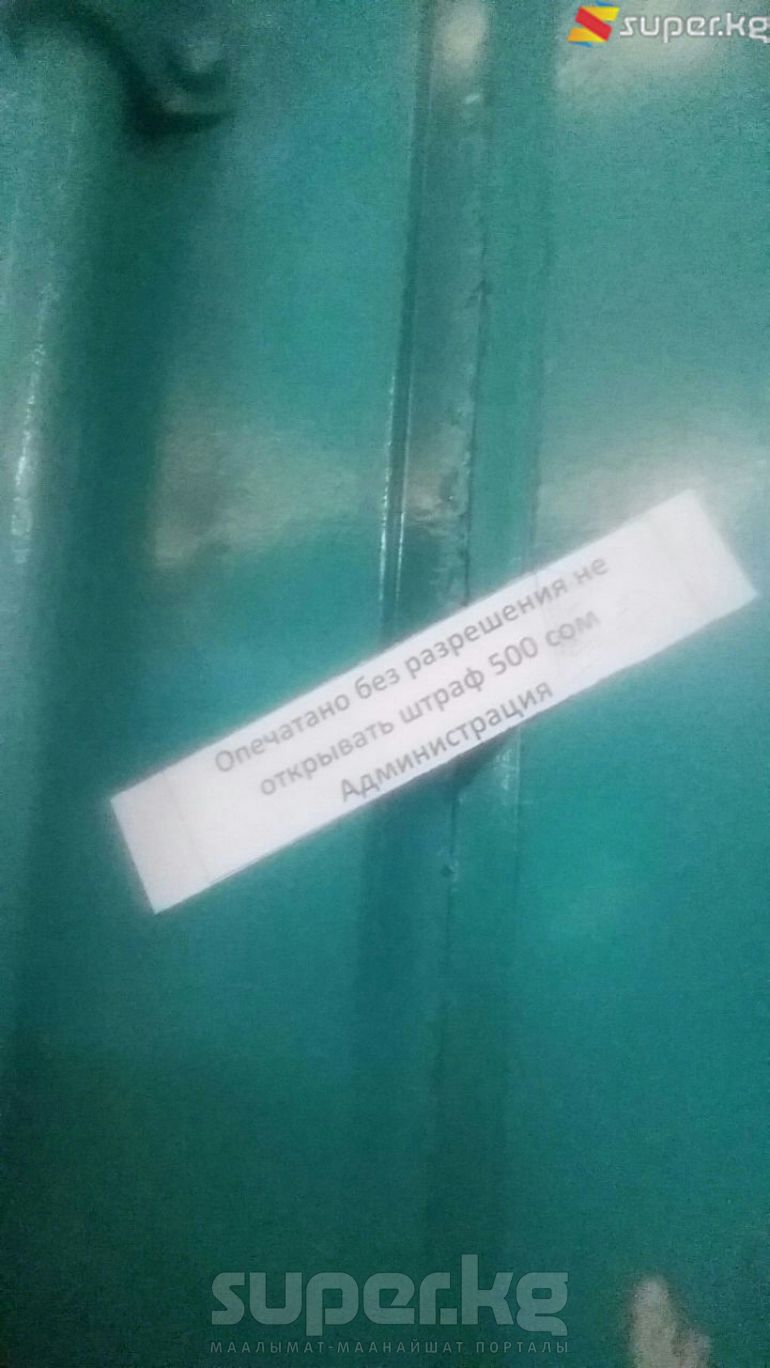 super.kg
Опечатано без разрешения не
открывать штраф 500 сом
Администрация
super.kg
МААЛЫМАТ-МААНАЙШАТ ПОРТАЛЫ